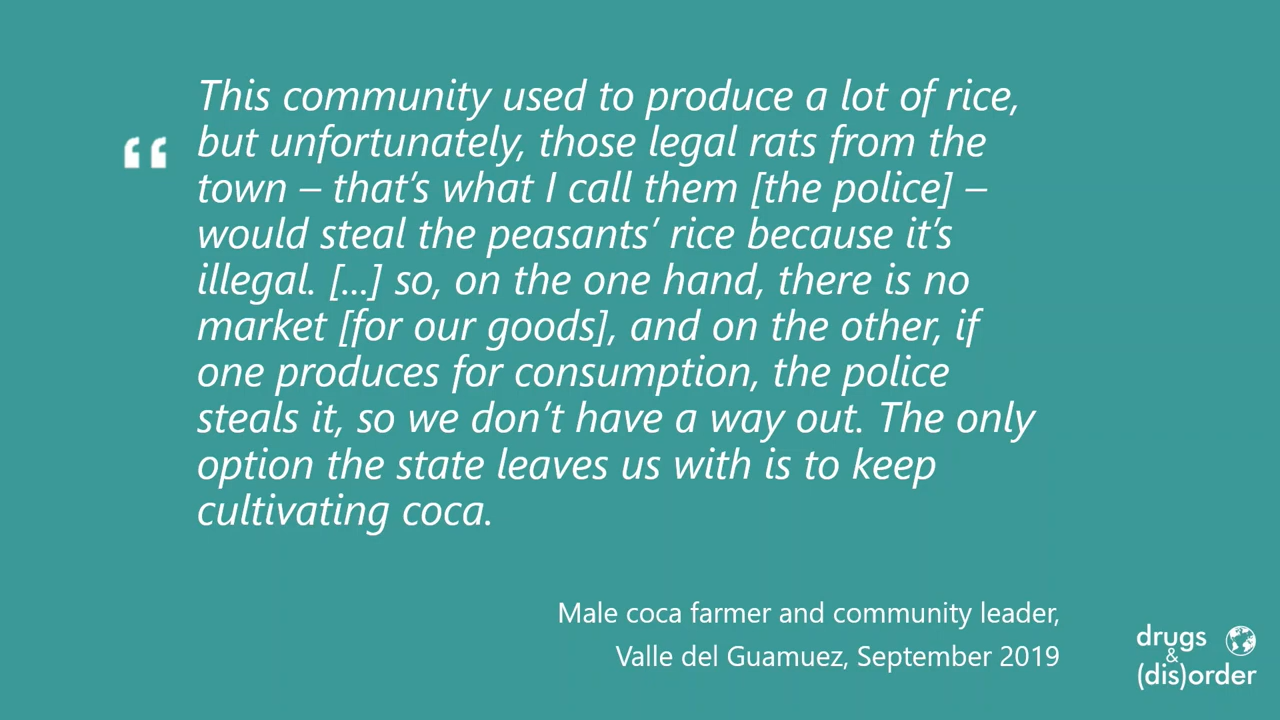 “
This community used to produce a lot of rice,
but unfortunately, those legal rats from the
town – that’s what I call them [the police] –
would steal the peasants’ rice because it’s
illegal. [...] so, on the one hand, there is no
market [for our goods], and on the other, if
one produces for consumption, the police
steals it, so we don’t have a way out. The only
option the state leaves us with is to keep
cultivating coca.
Male coca farmer and community leader,
Valle del Guamuez, September 2019
drugs
&
(dis)order